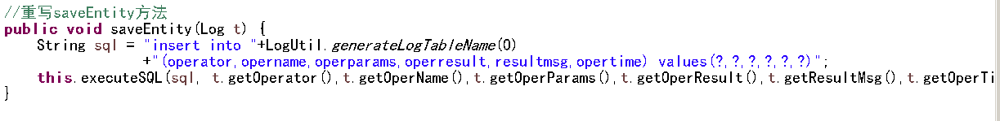 //重写saveEntity方法
public void saveEntity(Log t) {
String sql = "insert into "+LogUtil.generateLogTableName(0)
+"(operator,opername,operparams,operresult,resultmsg,opertime) values(?,?,?,?,?,?)";
this.executeSQL(sql, t.getOperator(),t.getOperName(),t.getOperParams(),t.getOperResult(),t.getResultMsg(),t.getOperTi
}